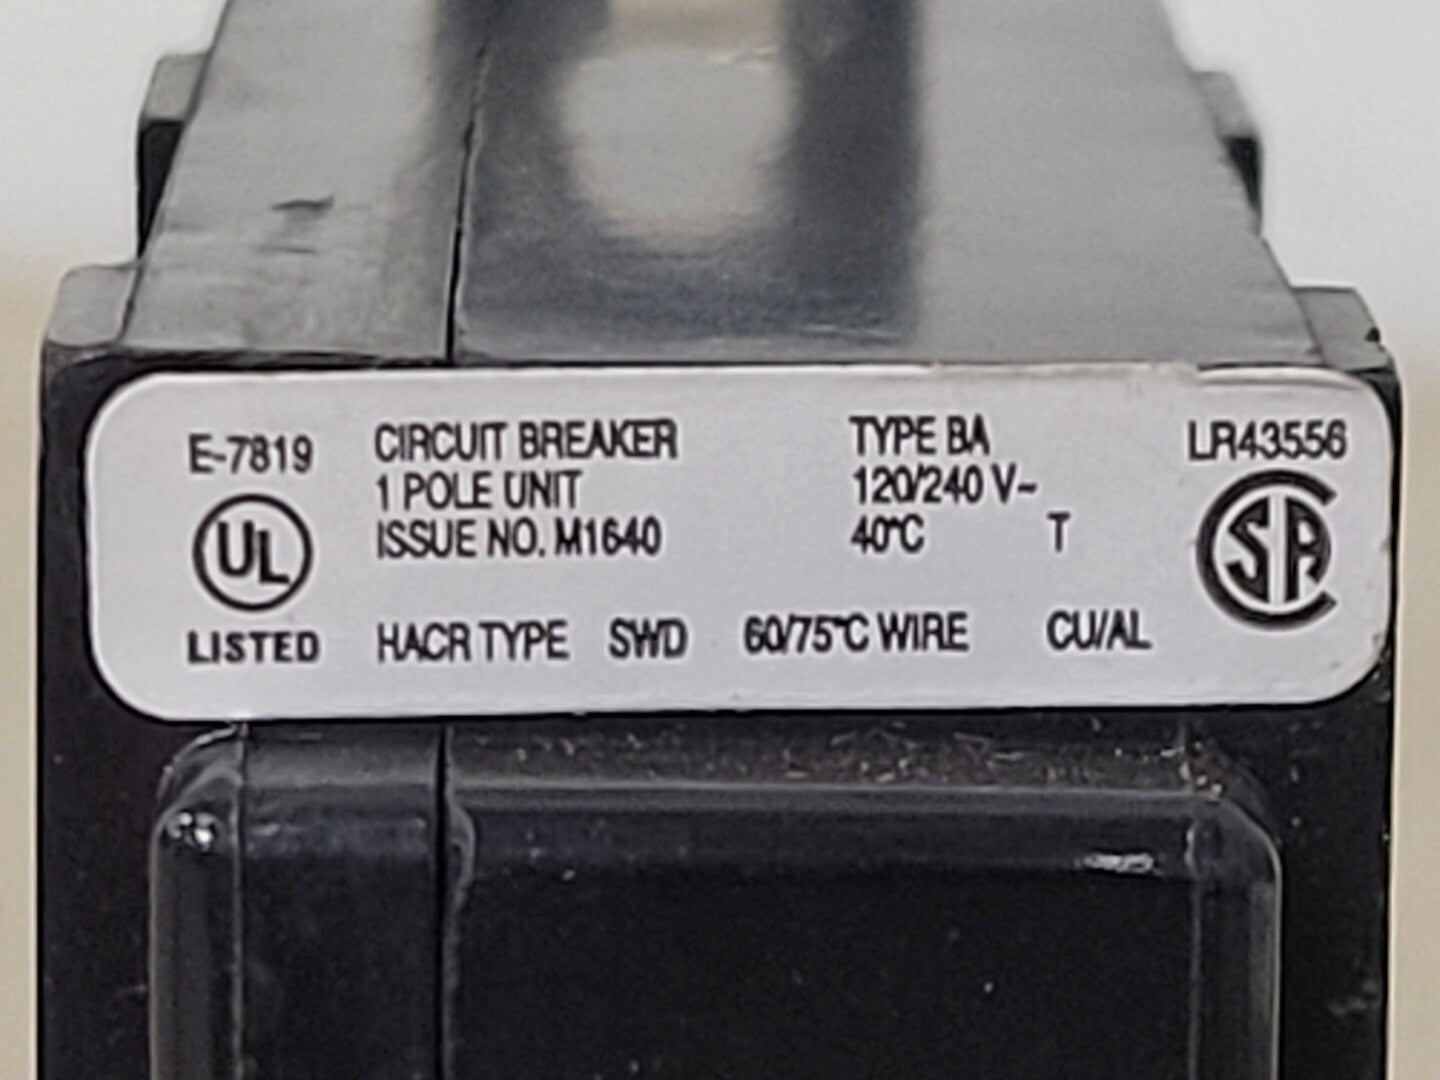 E-7819
UL
LISTED
CIRCUIT BREAKER
1 POLE UNIT
ISSUE NO. M1640
TYPE BA
120/240 V~
40°C T
HACR TYPE SWD 60/75°C WIRE CU/AL
LR43556
SA